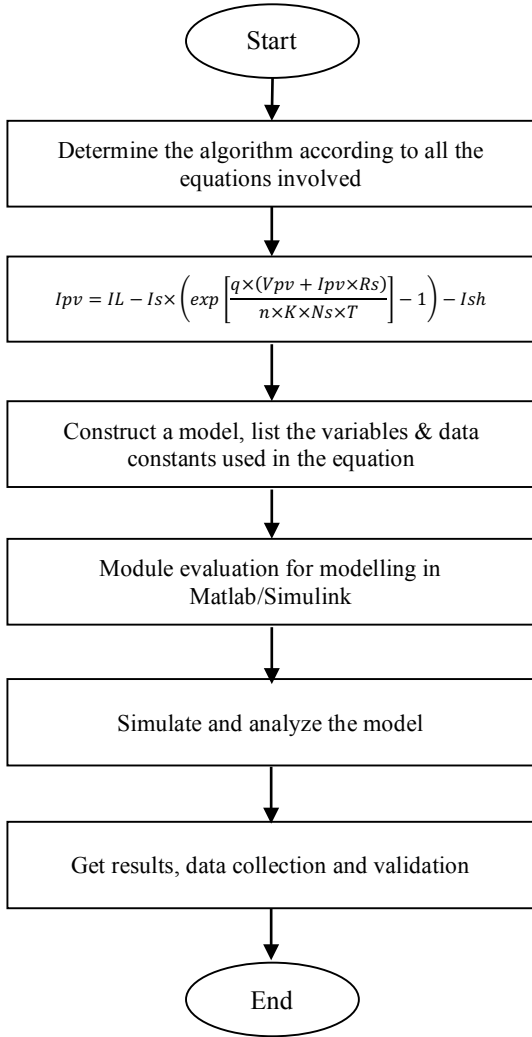 Start
Determine the algorithm according to all the
equations involved
Ipv = IL − Is× (exp [q×(Vpv + Ipv×Rs) / n×K×Ns×T] − 1) − Ish
Construct a model, list the variables & data
constants used in the equation
Module evaluation for modelling in
Matlab/Simulink
Simulate and analyze the model
Get results, data collection and validation
End